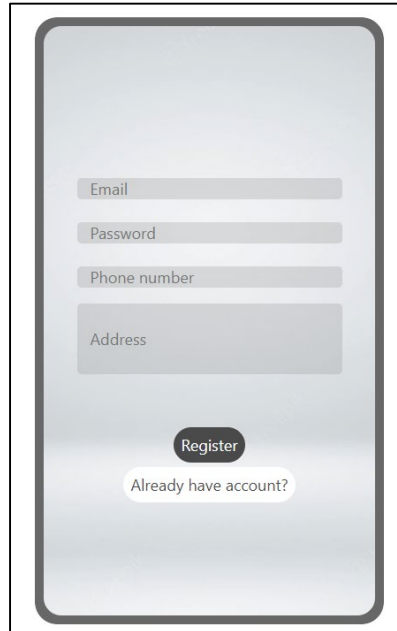 Email
Password
Phone number
Address
Register
Already have account?